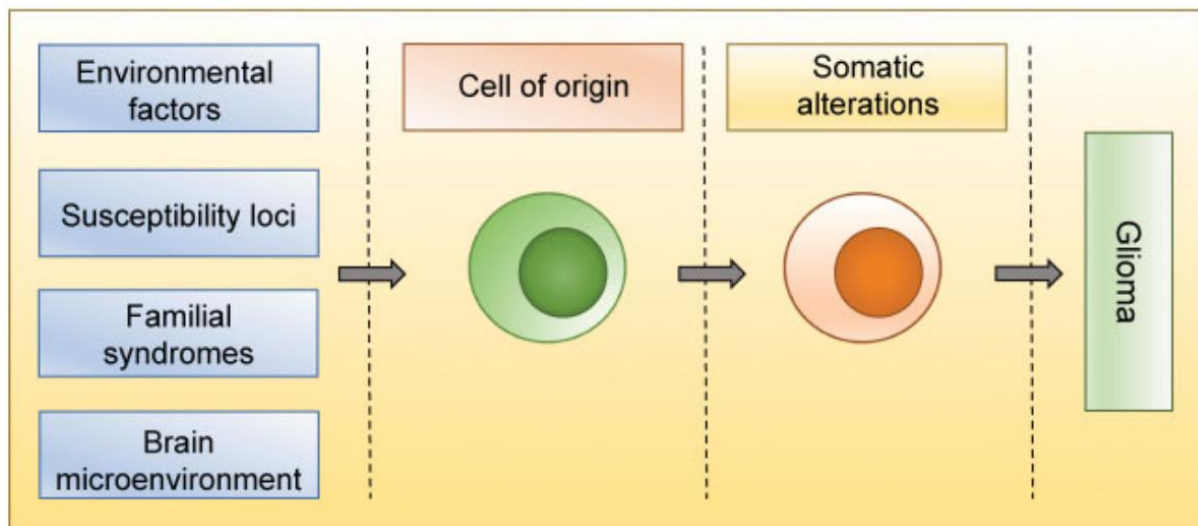 Environmental
factors
Susceptibility loci
Familial
syndromes
Brain
microenvironment
Cell of origin
Somatic
alterations
Glioma